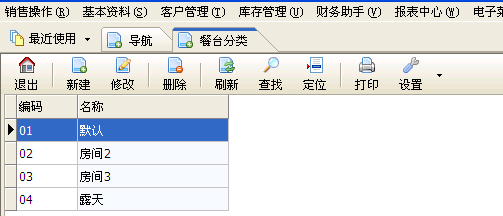 销售操作(R) 基本资料(S) 客户管理(T) 库存管理(U) 财务助手(V) 报表中心(W) 电子菜
最近使用 导航 餐台分类
退出 新建 修改 删除 刷新 查找 定位 打印 设置
编码 名称
01 默认
02 房间2
03 房间3
04 露天